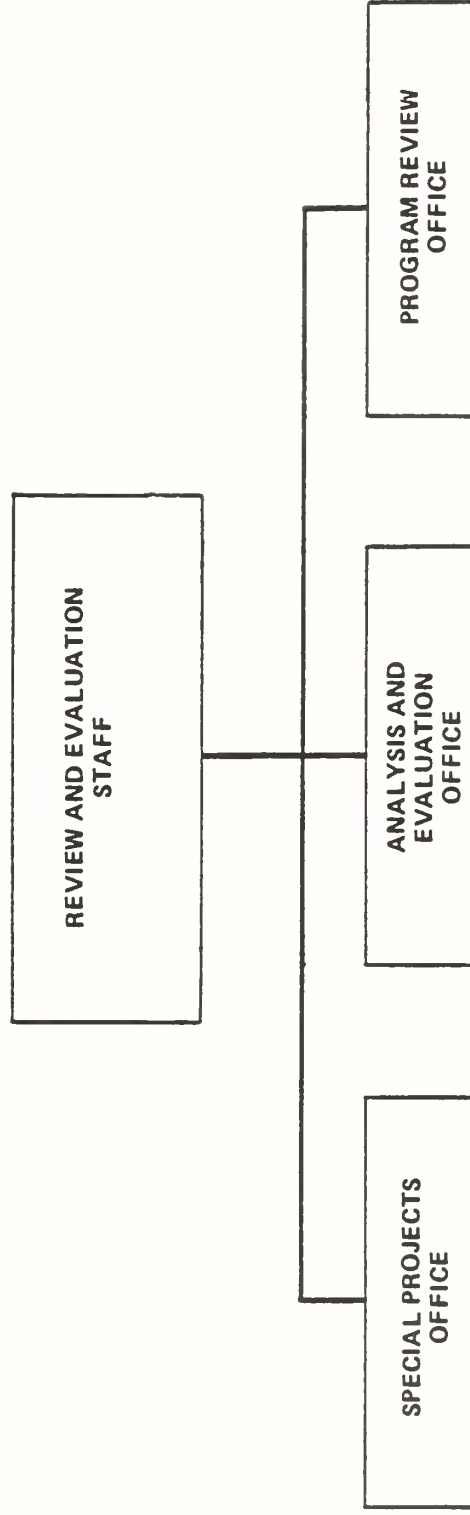 REVIEW AND EVALUATION
STAFF
SPECIAL PROJECTS
OFFICE
ANALYSIS AND
EVALUATION
OFFICE
PROGRAM REVIEW
OFFICE